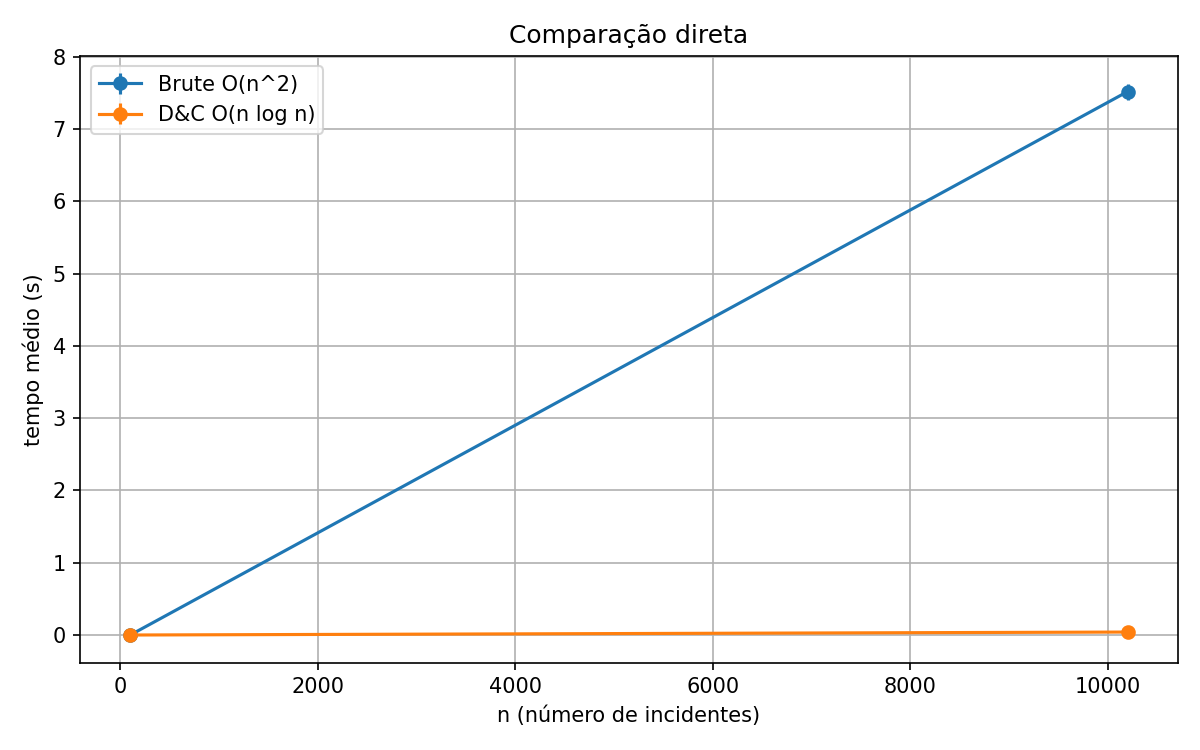 Comparação direta
Brute O(n^2)
D&C O(n log n)
8
7
6
5
4
3
2
1
0
tempo médio (s)
0 2000 4000 6000 8000 10000
n (número de incidentes)